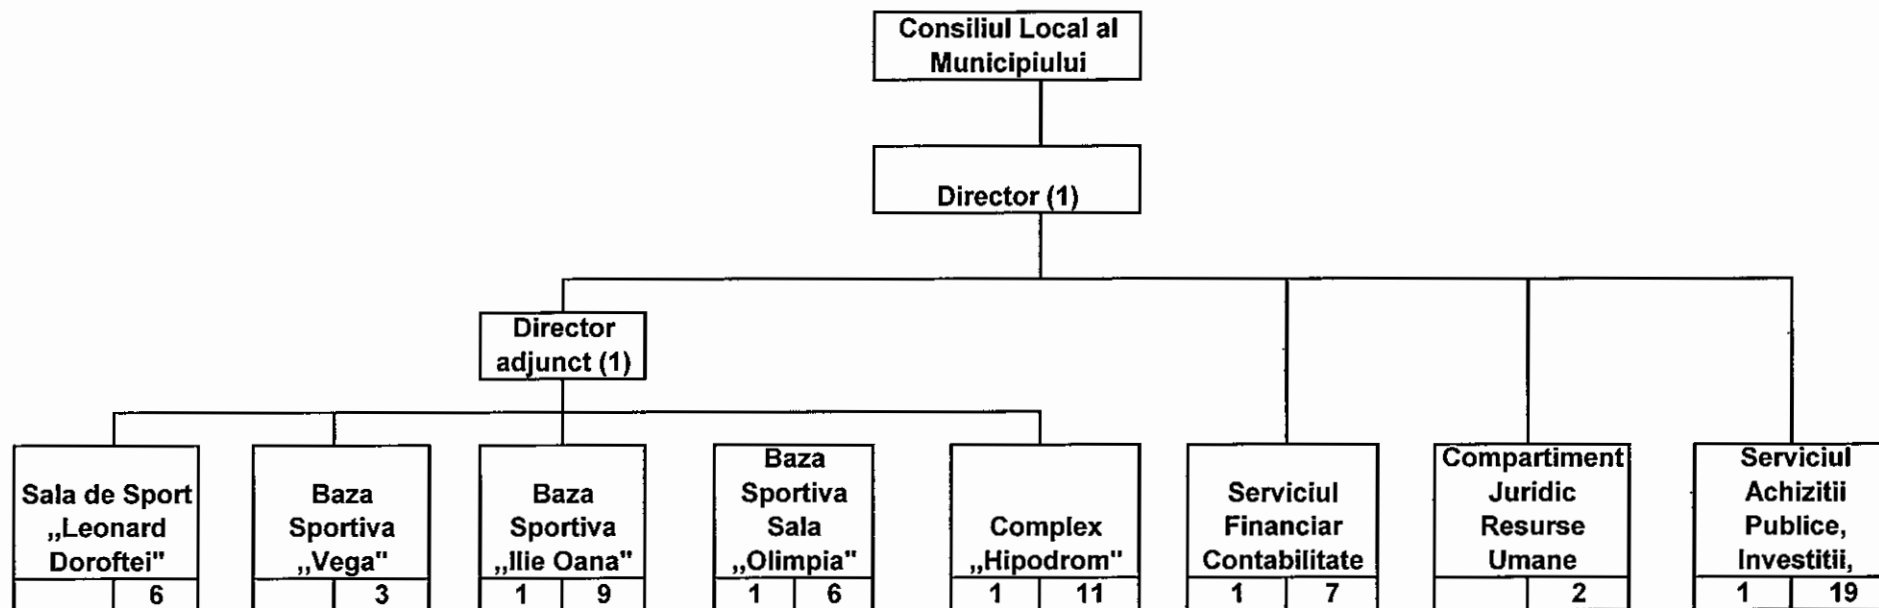 Consiliul Local al
Municipiului
Director (1)
Director
adjunct (1)
Sala de Sport
,,Leonard
Doroftei"
6
Baza
Sportiva
,,Vega"
3
Baza
Sportiva
,,Ilie Oana"
1 9
Baza
Sportiva
Sala
,,Olimpia"
1 6
Complex
,,Hipodrom"
1 11
Serviciul
Financiar
Contabilitate
1 7
Compartiment
Juridic
Resurse
Umane
2
Serviciul
Achizitii
Publice,
Investitii,
1 19